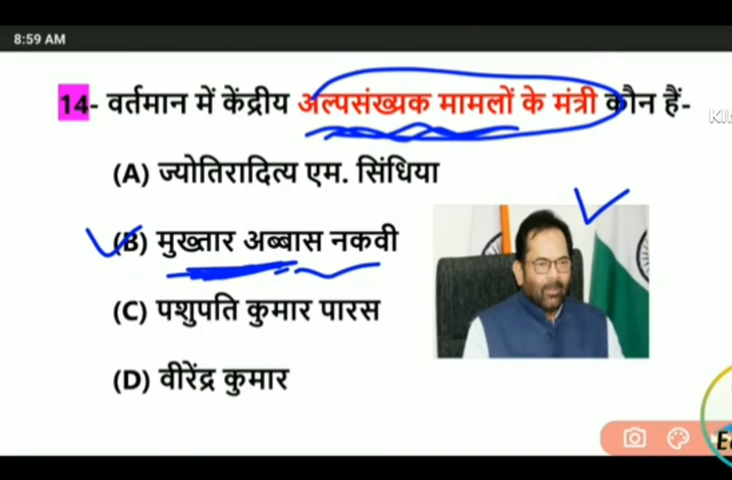 8:59 AM
14- वर्तमान में केंद्रीय अल्पसंख्यक मामलों के मंत्री कौन हैं-
(A) ज्योतिरादित्य एम. सिंधिया
(B) मुख्तार अब्बास नकवी
(C) पशुपति कुमार पारस
(D) वीरेंद्र कुमार